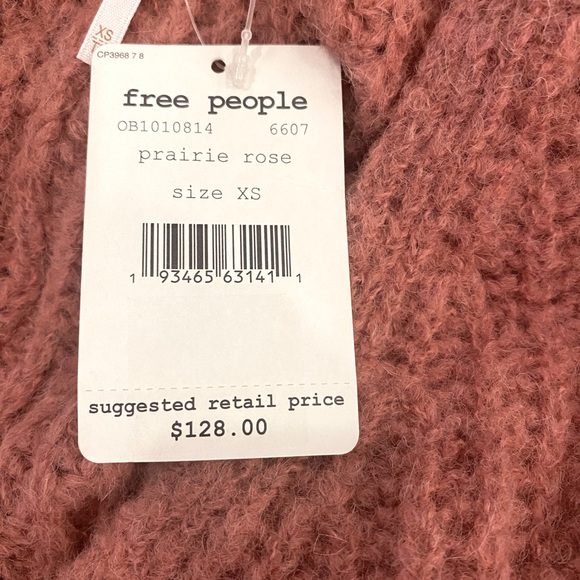 XS
CP3968 7 8
free people
OB1010814 6607
prairie rose
size XS
1 93465 63141 1
suggested retail price
$128.00